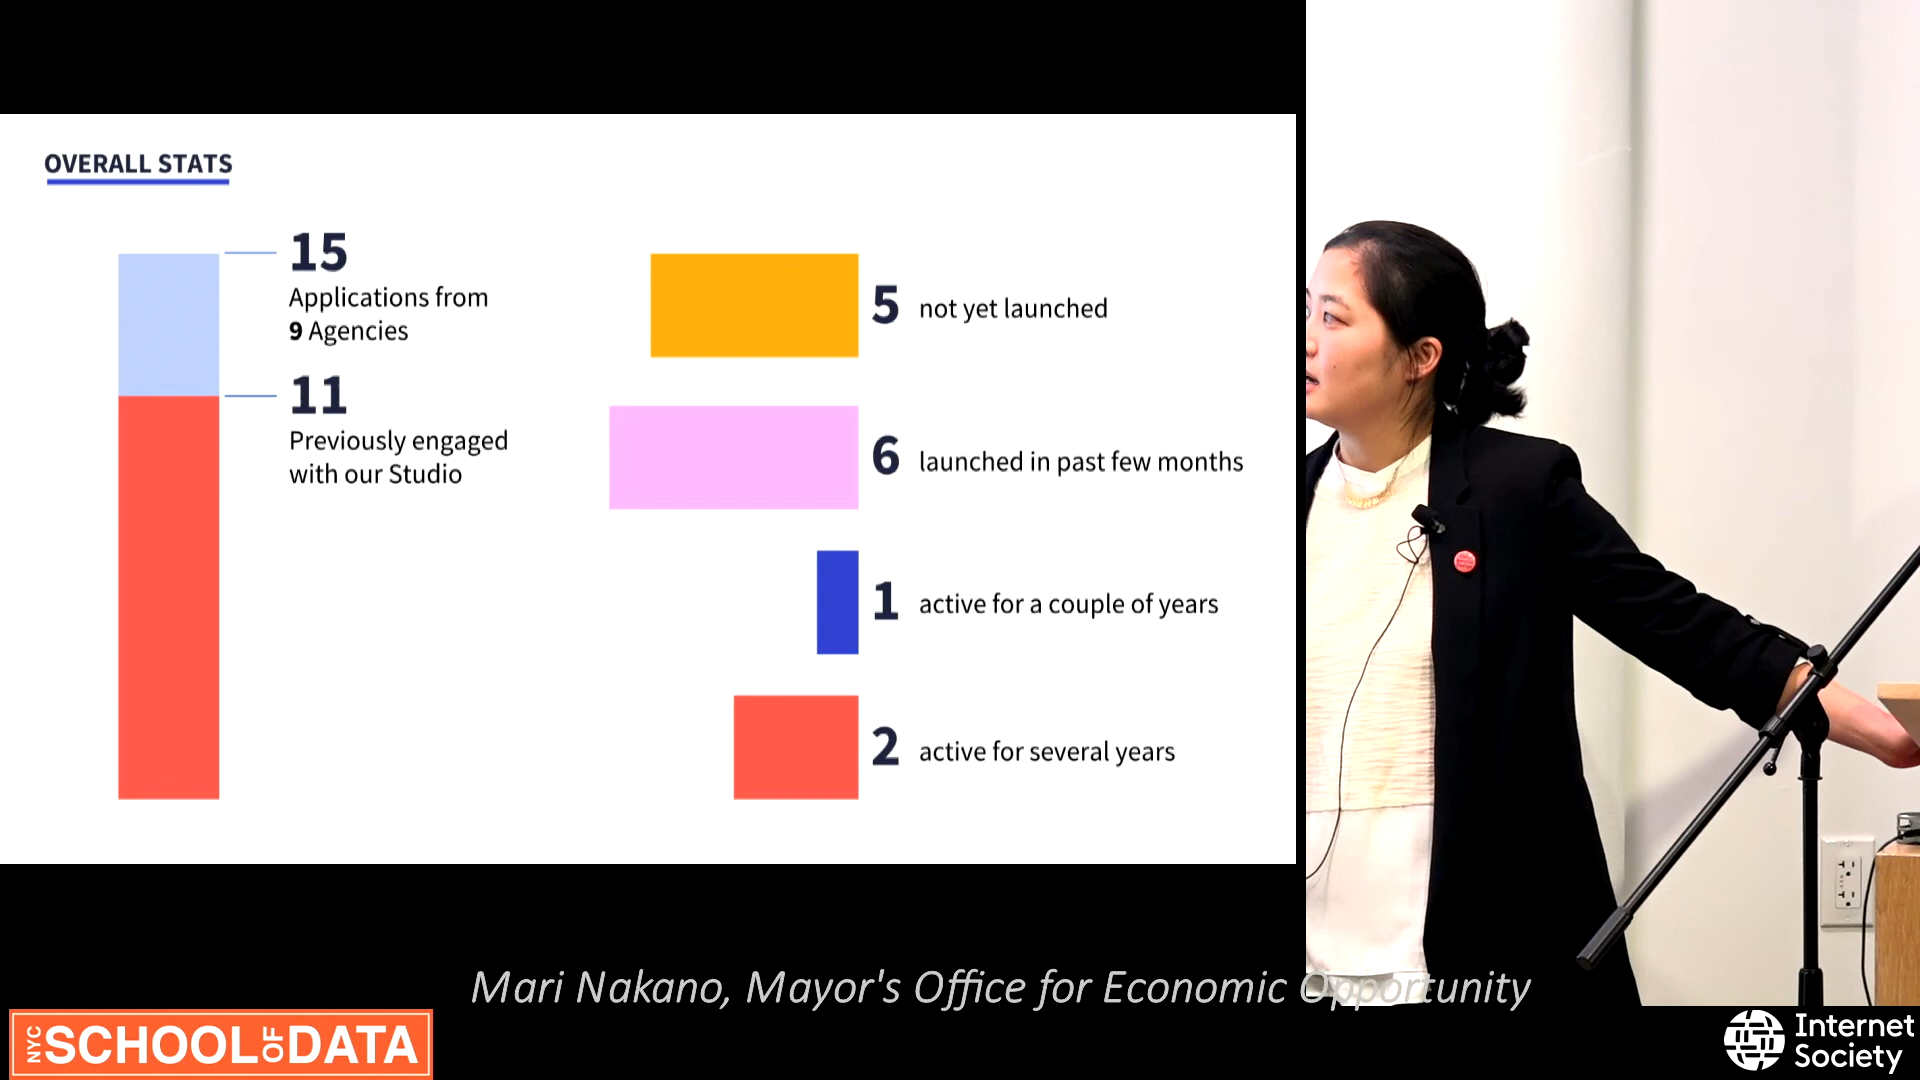 OVERALL STATS
15
Applications from
9 Agencies
11
Previously engaged
with our Studio
5 not yet launched
6 launched in past few months
1 active for a couple of years
2 active for several years
Mari Nakano, Mayor's Office for Economic Opportunity
NYC SCHOOL OF DATA
Internet
Society